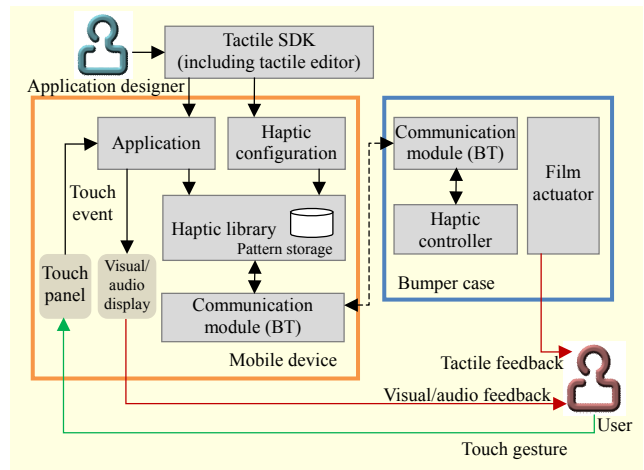 Tactile SDK
(including tactile editor)
Application designer
Application
Haptic
configuration
Communication
module (BT)
Film
actuator
Touch
event
Haptic library
Pattern storage
Haptic
controller
Touch
panel
Visual/
audio
display
Communication
module (BT)
Bumper case
Mobile device
Tactile feedback
Visual/audio feedback
User
Touch gesture